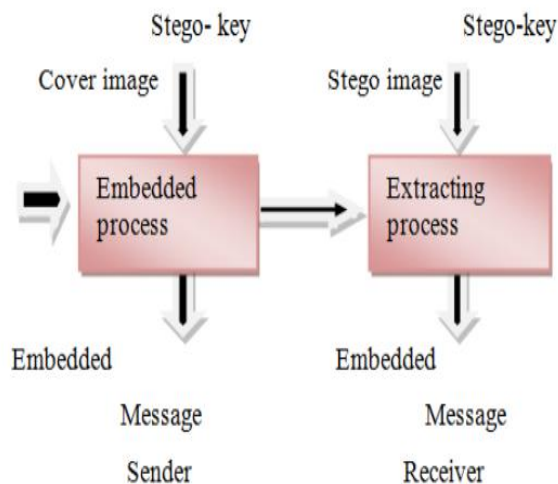 Stego- key
Stego-key
Cover image
Stego image
Embedded
process
Extracting
process
Embedded
Message
Sender
Embedded
Message
Receiver